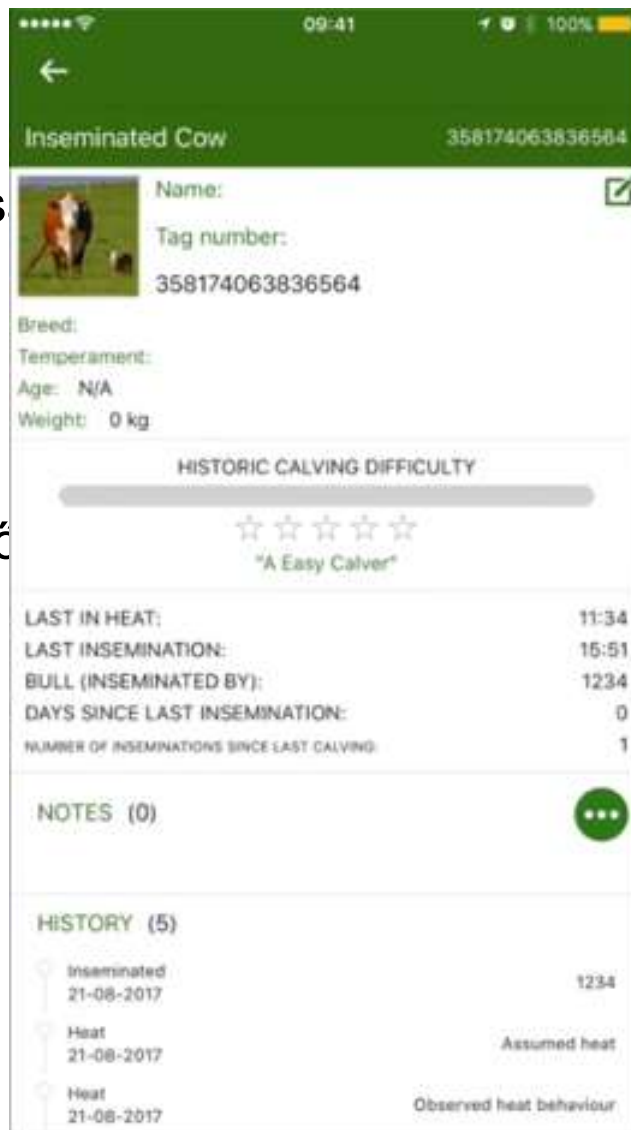 09:41 100%
Inseminated Cow 358174063836564
Name:
Tag number:
358174063836564
Breed:
Temperament:
Age: N/A
Weight: 0 kg
HISTORIC CALVING DIFFICULTY
"A Easy Calver"
LAST IN HEAT: 11:34
LAST INSEMINATION: 15:51
BULL (INSEMINATED BY): 1234
DAYS SINCE LAST INSEMINATION: 0
NUMBER OF INSEMINATIONS SINCE LAST CALVING: 1
NOTES (0)
HISTORY (5)
Inseminated
21-08-2017 1234
Heat
21-08-2017 Assumed heat
Heat
21-08-2017 Observed heat behaviour